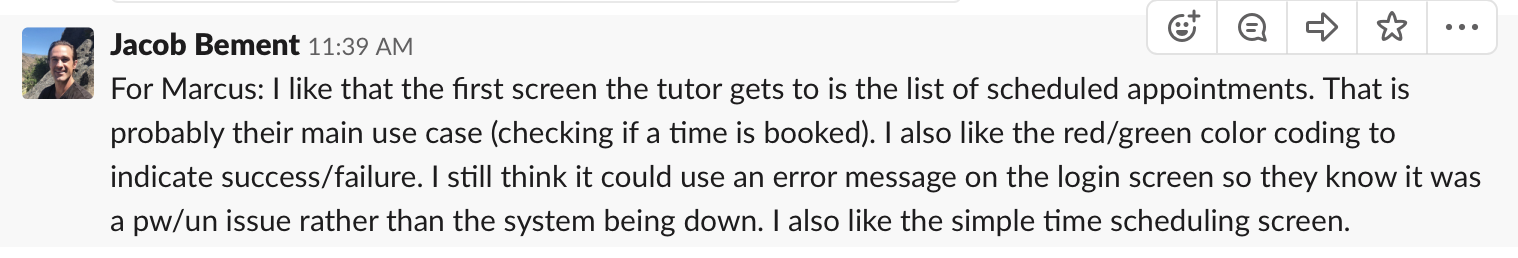 Jacob Bement 11:39 AM
For Marcus: I like that the first screen the tutor gets to is the list of scheduled appointments. That is
probably their main use case (checking if a time is booked). I also like the red/green color coding to
indicate success/failure. I still think it could use an error message on the login screen so they know it was
a pw/un issue rather than the system being down. I also like the simple time scheduling screen.